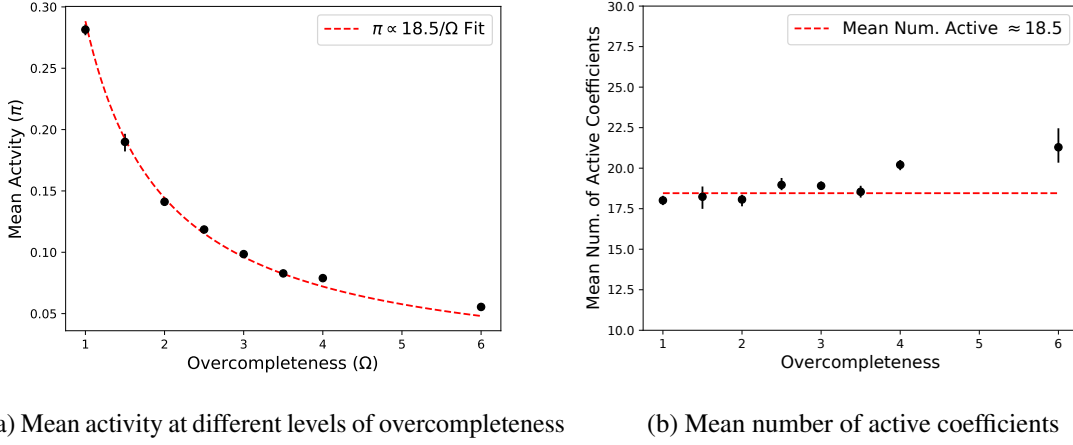 0.30
0.25
0.20
0.15
0.10
0.05
Mean Actvity (π)
π ∝ 18.5/Ω Fit
1 2 3 4 5 6
Overcompleteness (Ω)
30.0
27.5
25.0
22.5
20.0
17.5
15.0
12.5
10.0
Mean Num. of Active Coefficients
Mean Num. Active ≈ 18.5
1 2 3 4 5 6
Overcompleteness
a) Mean activity at different levels of overcompleteness
(b) Mean number of active coefficients